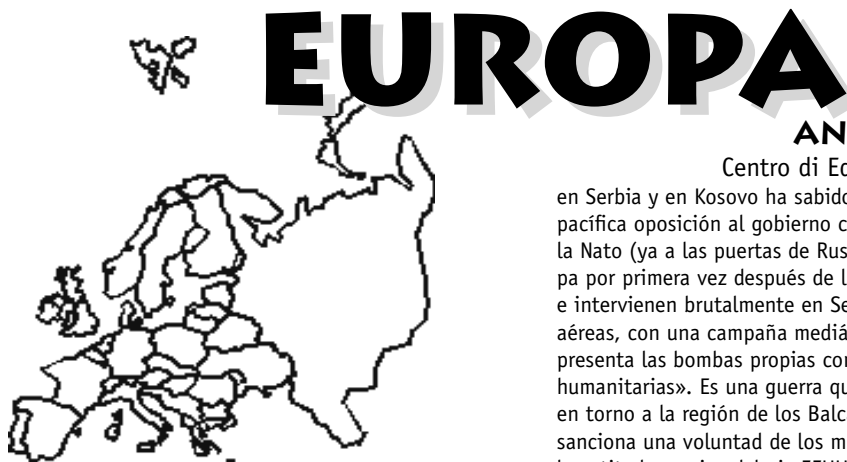 EUROPA
AN
Centro di Ec
en Serbia y en Kosovo ha sabido
pacífica oposición al gobierno c
la Nato (ya a las puertas de Rus
pa por primera vez después de l
e intervienen brutalmente en Se
aéreas, con una campaña mediá
presenta las bombas propias con
humanitarias». Es una guerra qu
en torno a la región de los Balc
sanciona una voluntad de los m